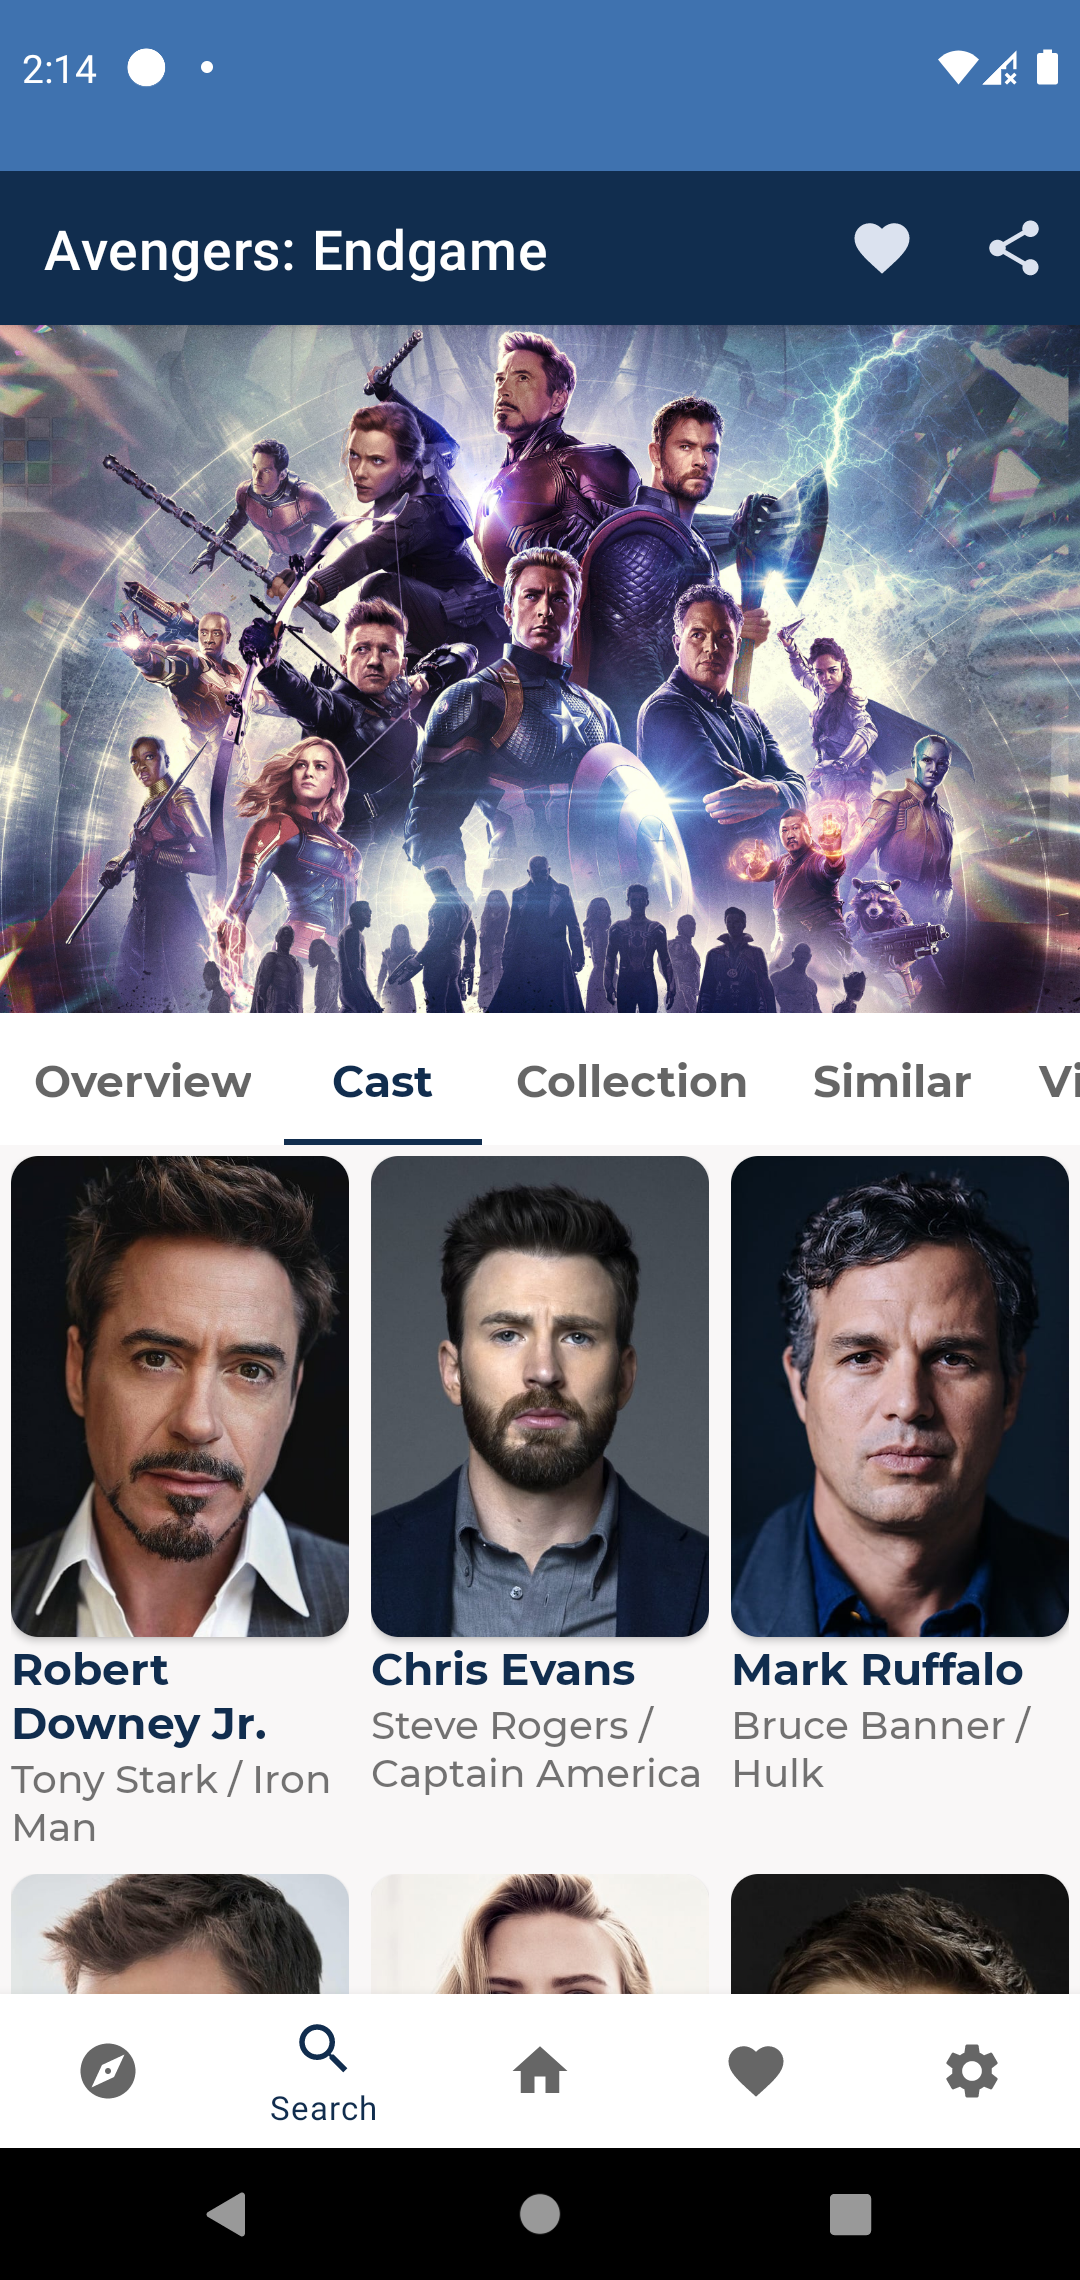 2:14
Avengers: Endgame
Overview Cast Collection Similar Vi
Robert
Downey Jr.
Tony Stark / Iron
Man
Chris Evans
Steve Rogers /
Captain America
Mark Ruffalo
Bruce Banner /
Hulk
Search